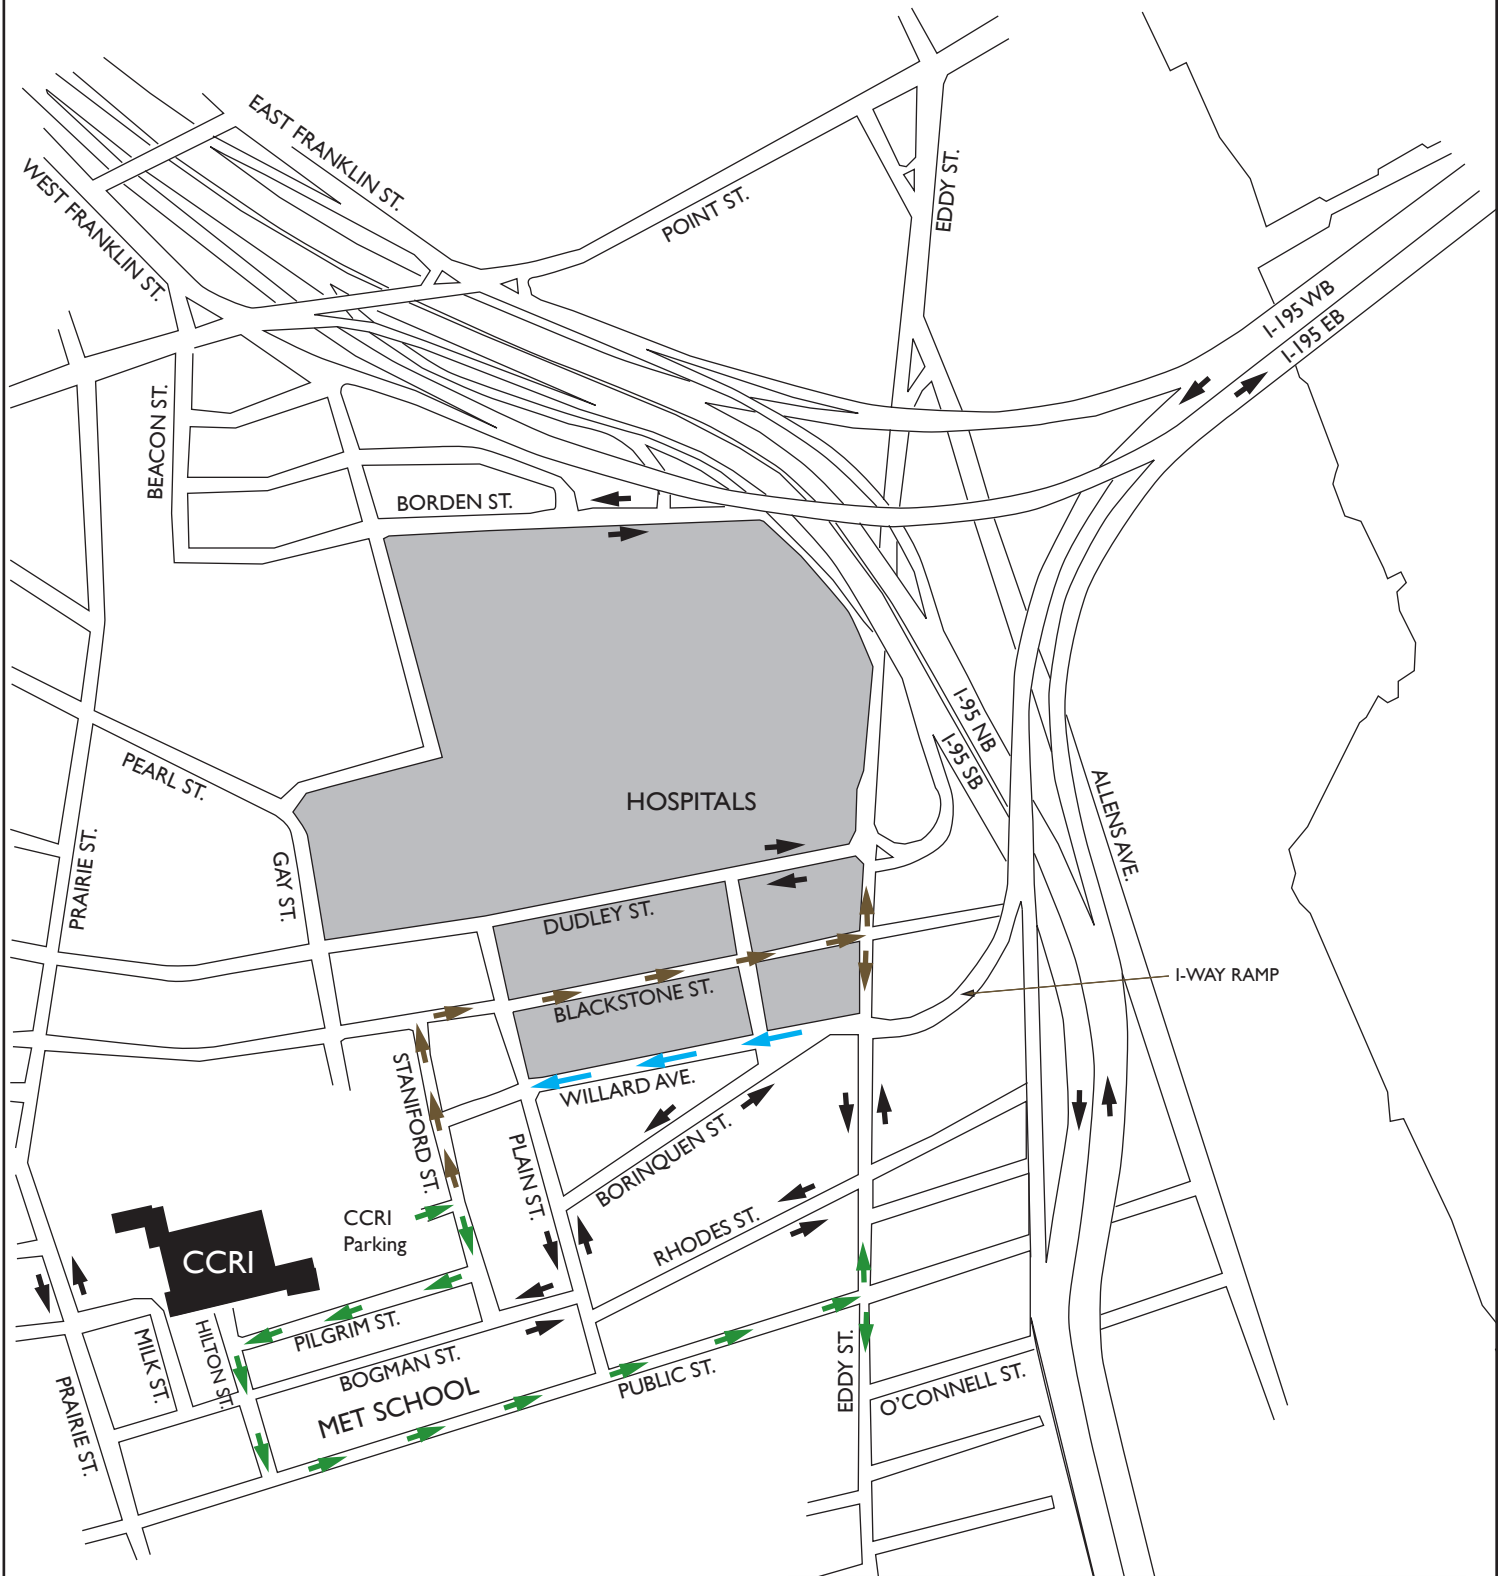 EAST FRANKLIN ST.
WEST FRANKLIN ST.
POINT ST.
EDDY ST.
I-195 WB
I-195 EB
BEACON ST.
BORDEN ST.
I-95 NB
I-95 SB
PEARL ST.
ALLENS AVE.
HOSPITALS
PRAIRIE ST.
GAY ST.
DUDLEY ST.
I-WAY RAMP
BLACKSTONE ST.
STANIFORD ST.
WILLARD AVE.
PLAIN ST.
BORINQUEN ST.
CCRI
Parking
CCRI
RHODES ST.
PILGRIM ST.
MILK ST.
HILTON ST.
BOGMAN ST.
MET SCHOOL
PUBLIC ST.
EDDY ST.
O'CONNELL ST.
PRAIRIE ST.